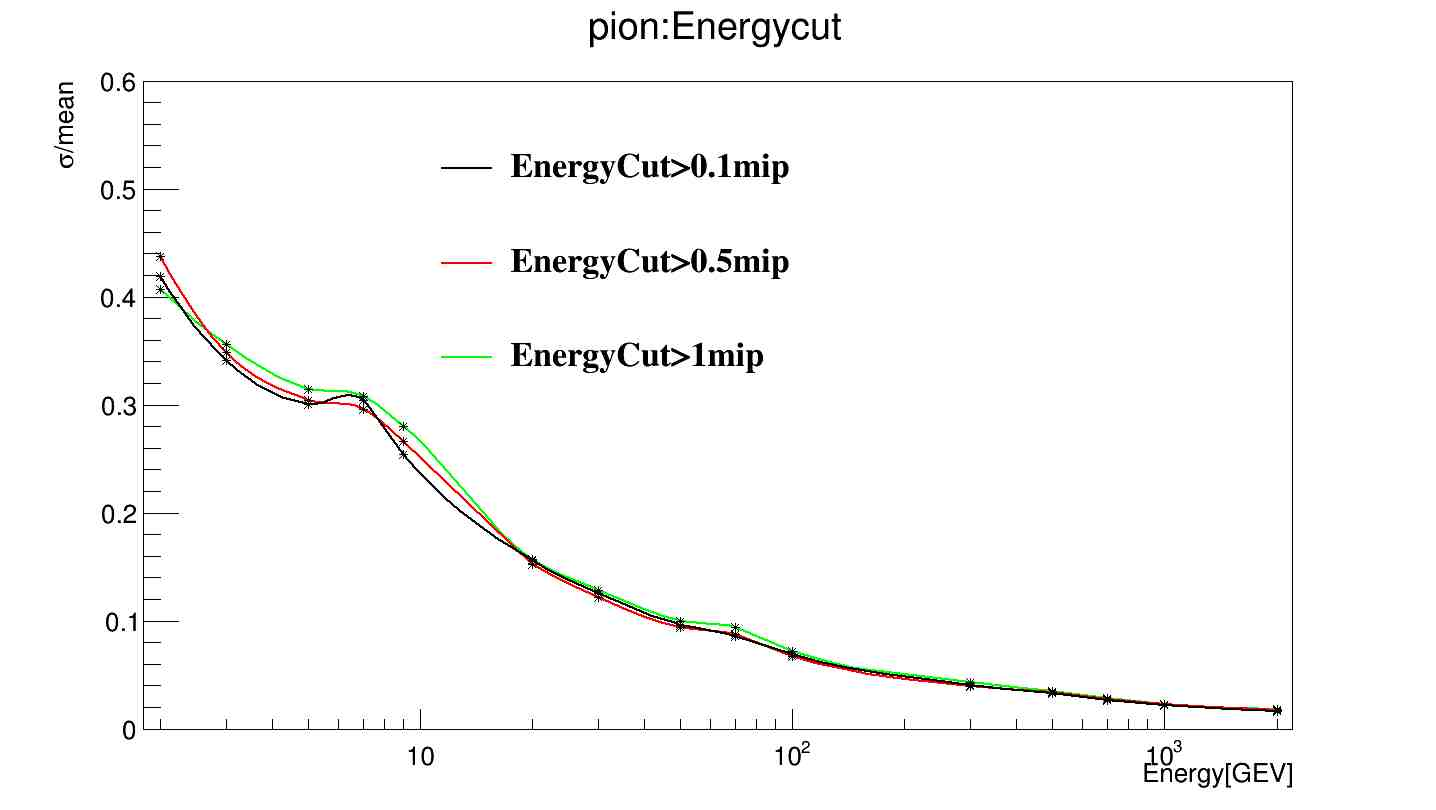 pion:Energycut
σ/mean
0.6
0.5
0.4
0.3
0.2
0.1
0
EnergyCut>0.1mip
EnergyCut>0.5mip
EnergyCut>1mip
10
10²
10³
Energy[GEV]